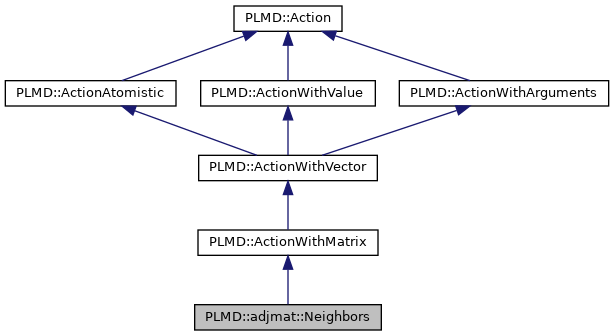 PLMD::Action
PLMD::ActionAtomistic
PLMD::ActionWithValue
PLMD::ActionWithArguments
PLMD::ActionWithVector
PLMD::ActionWithMatrix
PLMD::adjmat::Neighbors